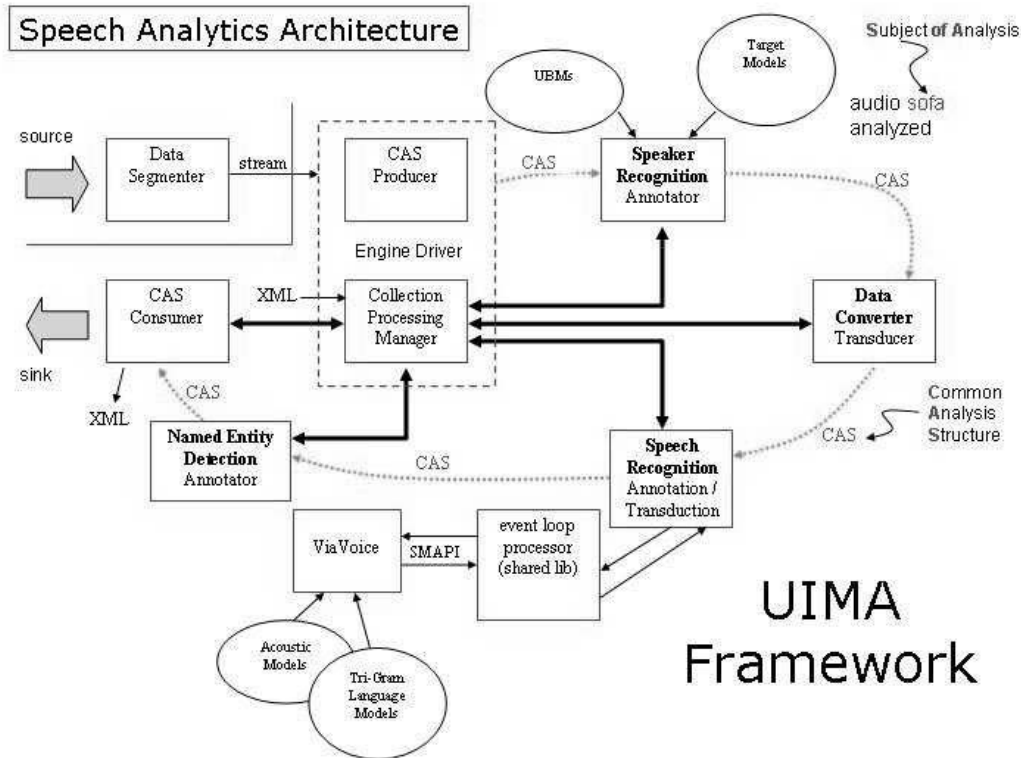 Speech Analytics Architecture
UBMs
Target
Models
Subject of Analysis
audio sofa
analyzed
source
Data
Segmenter
stream
CAS
Producer
CAS
Speaker
Recognition
Annotator
CAS
Engine Driver
CAS
Consumer
XML
Collection
Processing
Manager
Data
Converter
Transducer
sink
XML
CAS
Named Entity
Detection
Annotator
CAS
Speech
Recognition
Annotation /
Transduction
CAS
Common
Analysis
Structure
ViaVoice
SMAPI
event loop
processor
(shared lib)
Acoustic
Models
Tri-Gram
Language
Models
UIMA
Framework